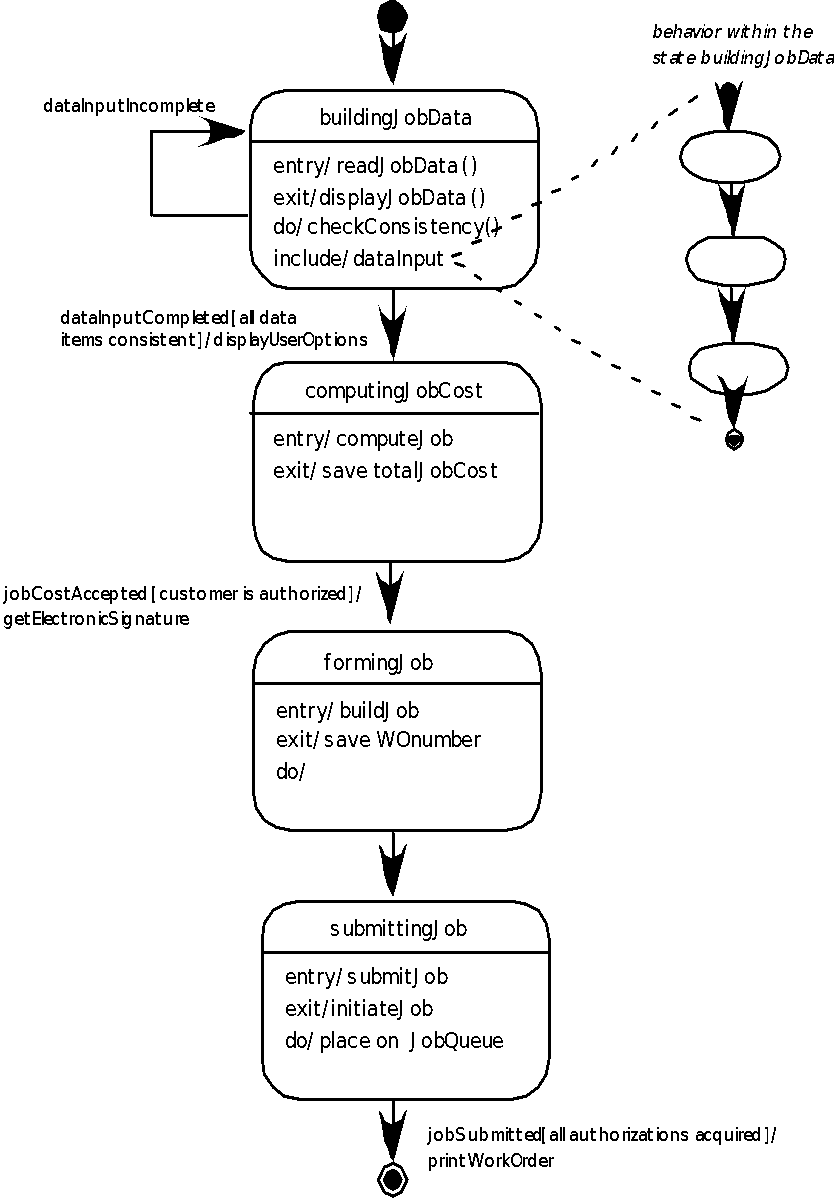 behavior within the
state buildingJobData
dataInputIncomplete
buildingJobData
entry/readJobData()
exit/displayJobData()
do/checkConsistency()
include/dataInput
dataInputCompleted[all data
items consistent]/displayUserOptions
computingJobCost
entry/computeJob
exit/save totalJobCost
jobCostAccepted [customer is authorized]/
getElectronicSignature
formingJob
entry/buildJob
exit/save WOnumber
do/
submittingJob
entry/submitJob
exit/initiateJob
do/place on JobQueue
jobSubmitted[all authorizations acquired]/
printWorkOrder